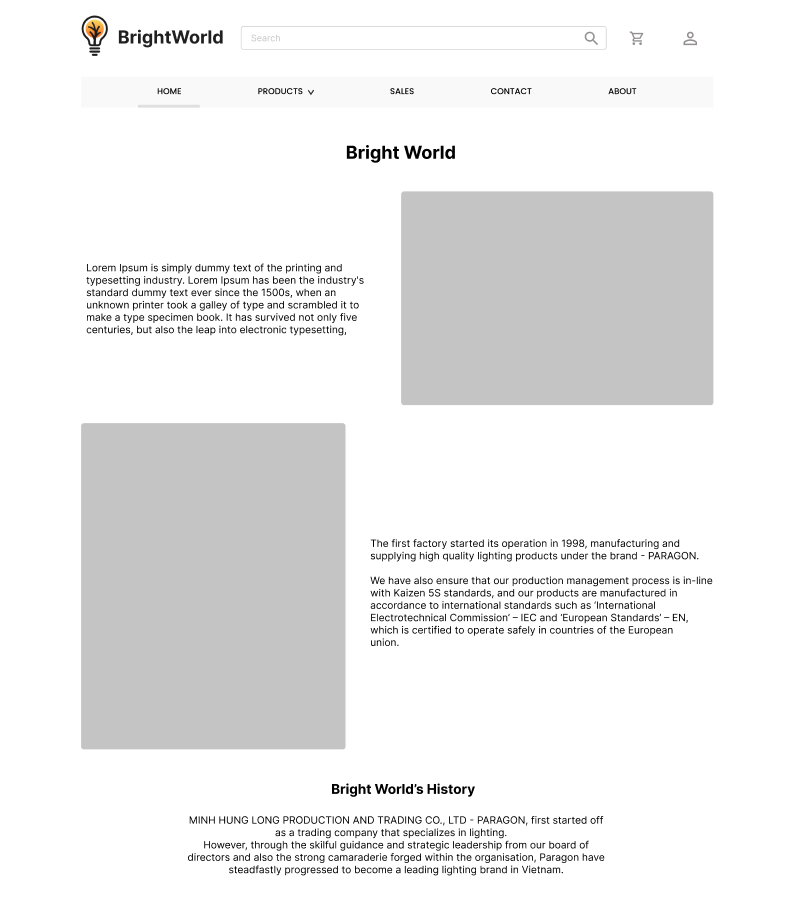 BrightWorld
Search
HOME
PRODUCTS
SALES
CONTACT
ABOUT
Bright World
Lorem Ipsum is simply dummy text of the printing and
typesetting industry. Lorem Ipsum has been the industry's
standard dummy text ever since the 1500s, when an
unknown printer took a galley of type and scrambled it to
make a type specimen book. It has survived not only five
centuries, but also the leap into electronic typesetting,
The first factory started its operation in 1998, manufacturing and
supplying high quality lighting products under the brand - PARAGON.
We have also ensure that our production management process is in-line
with Kaizen 5S standards, and our products are manufactured in
accordance to international standards such as ‘International
Electrotechnical Commission’ – IEC and ‘European Standards’ – EN,
which is certified to operate safely in countries of the European
union.
Bright World’s History
MINH HUNG LONG PRODUCTION AND TRADING CO., LTD - PARAGON, first started off
as a trading company that specializes in lighting.
However, through the skilful guidance and strategic leadership from our board of
directors and also the strong camaraderie forged within the organisation, Paragon have
steadfastly progressed to become a leading lighting brand in Vietnam.